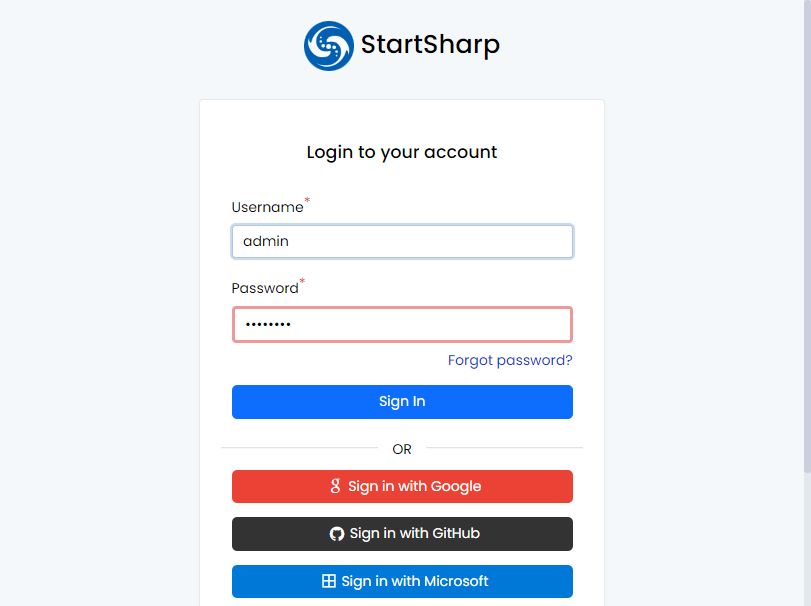 StartSharp
Login to your account
Username*
admin
Password*
••••••••
Forgot password?
Sign In
OR
Sign in with Google
Sign in with GitHub
Sign in with Microsoft